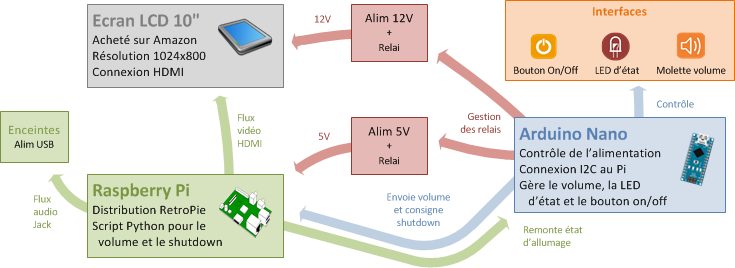 Ecran LCD 10"
Acheté sur Amazon
Résolution 1024x800
Connexion HDMI
12V
Alim 12V
+
Relai
Interfaces
Bouton On/Off
LED d'état
Molette volume
Enceintes
Alim USB
Flux
vidéo
HDMI
5V
Alim 5V
+
Relai
Gestion
des relais
Contrôle
Arduino Nano
Contrôle de l'alimentation
Connexion I2C au Pi
Gère le volume, la LED
d'état et le bouton on/off
Flux
audio
Jack
Raspberry Pi
Distribution RetroPie
Script Python pour le
volume et le shutdown
Envoie volume
et consigne
shutdown
Remonte état
d'allumage